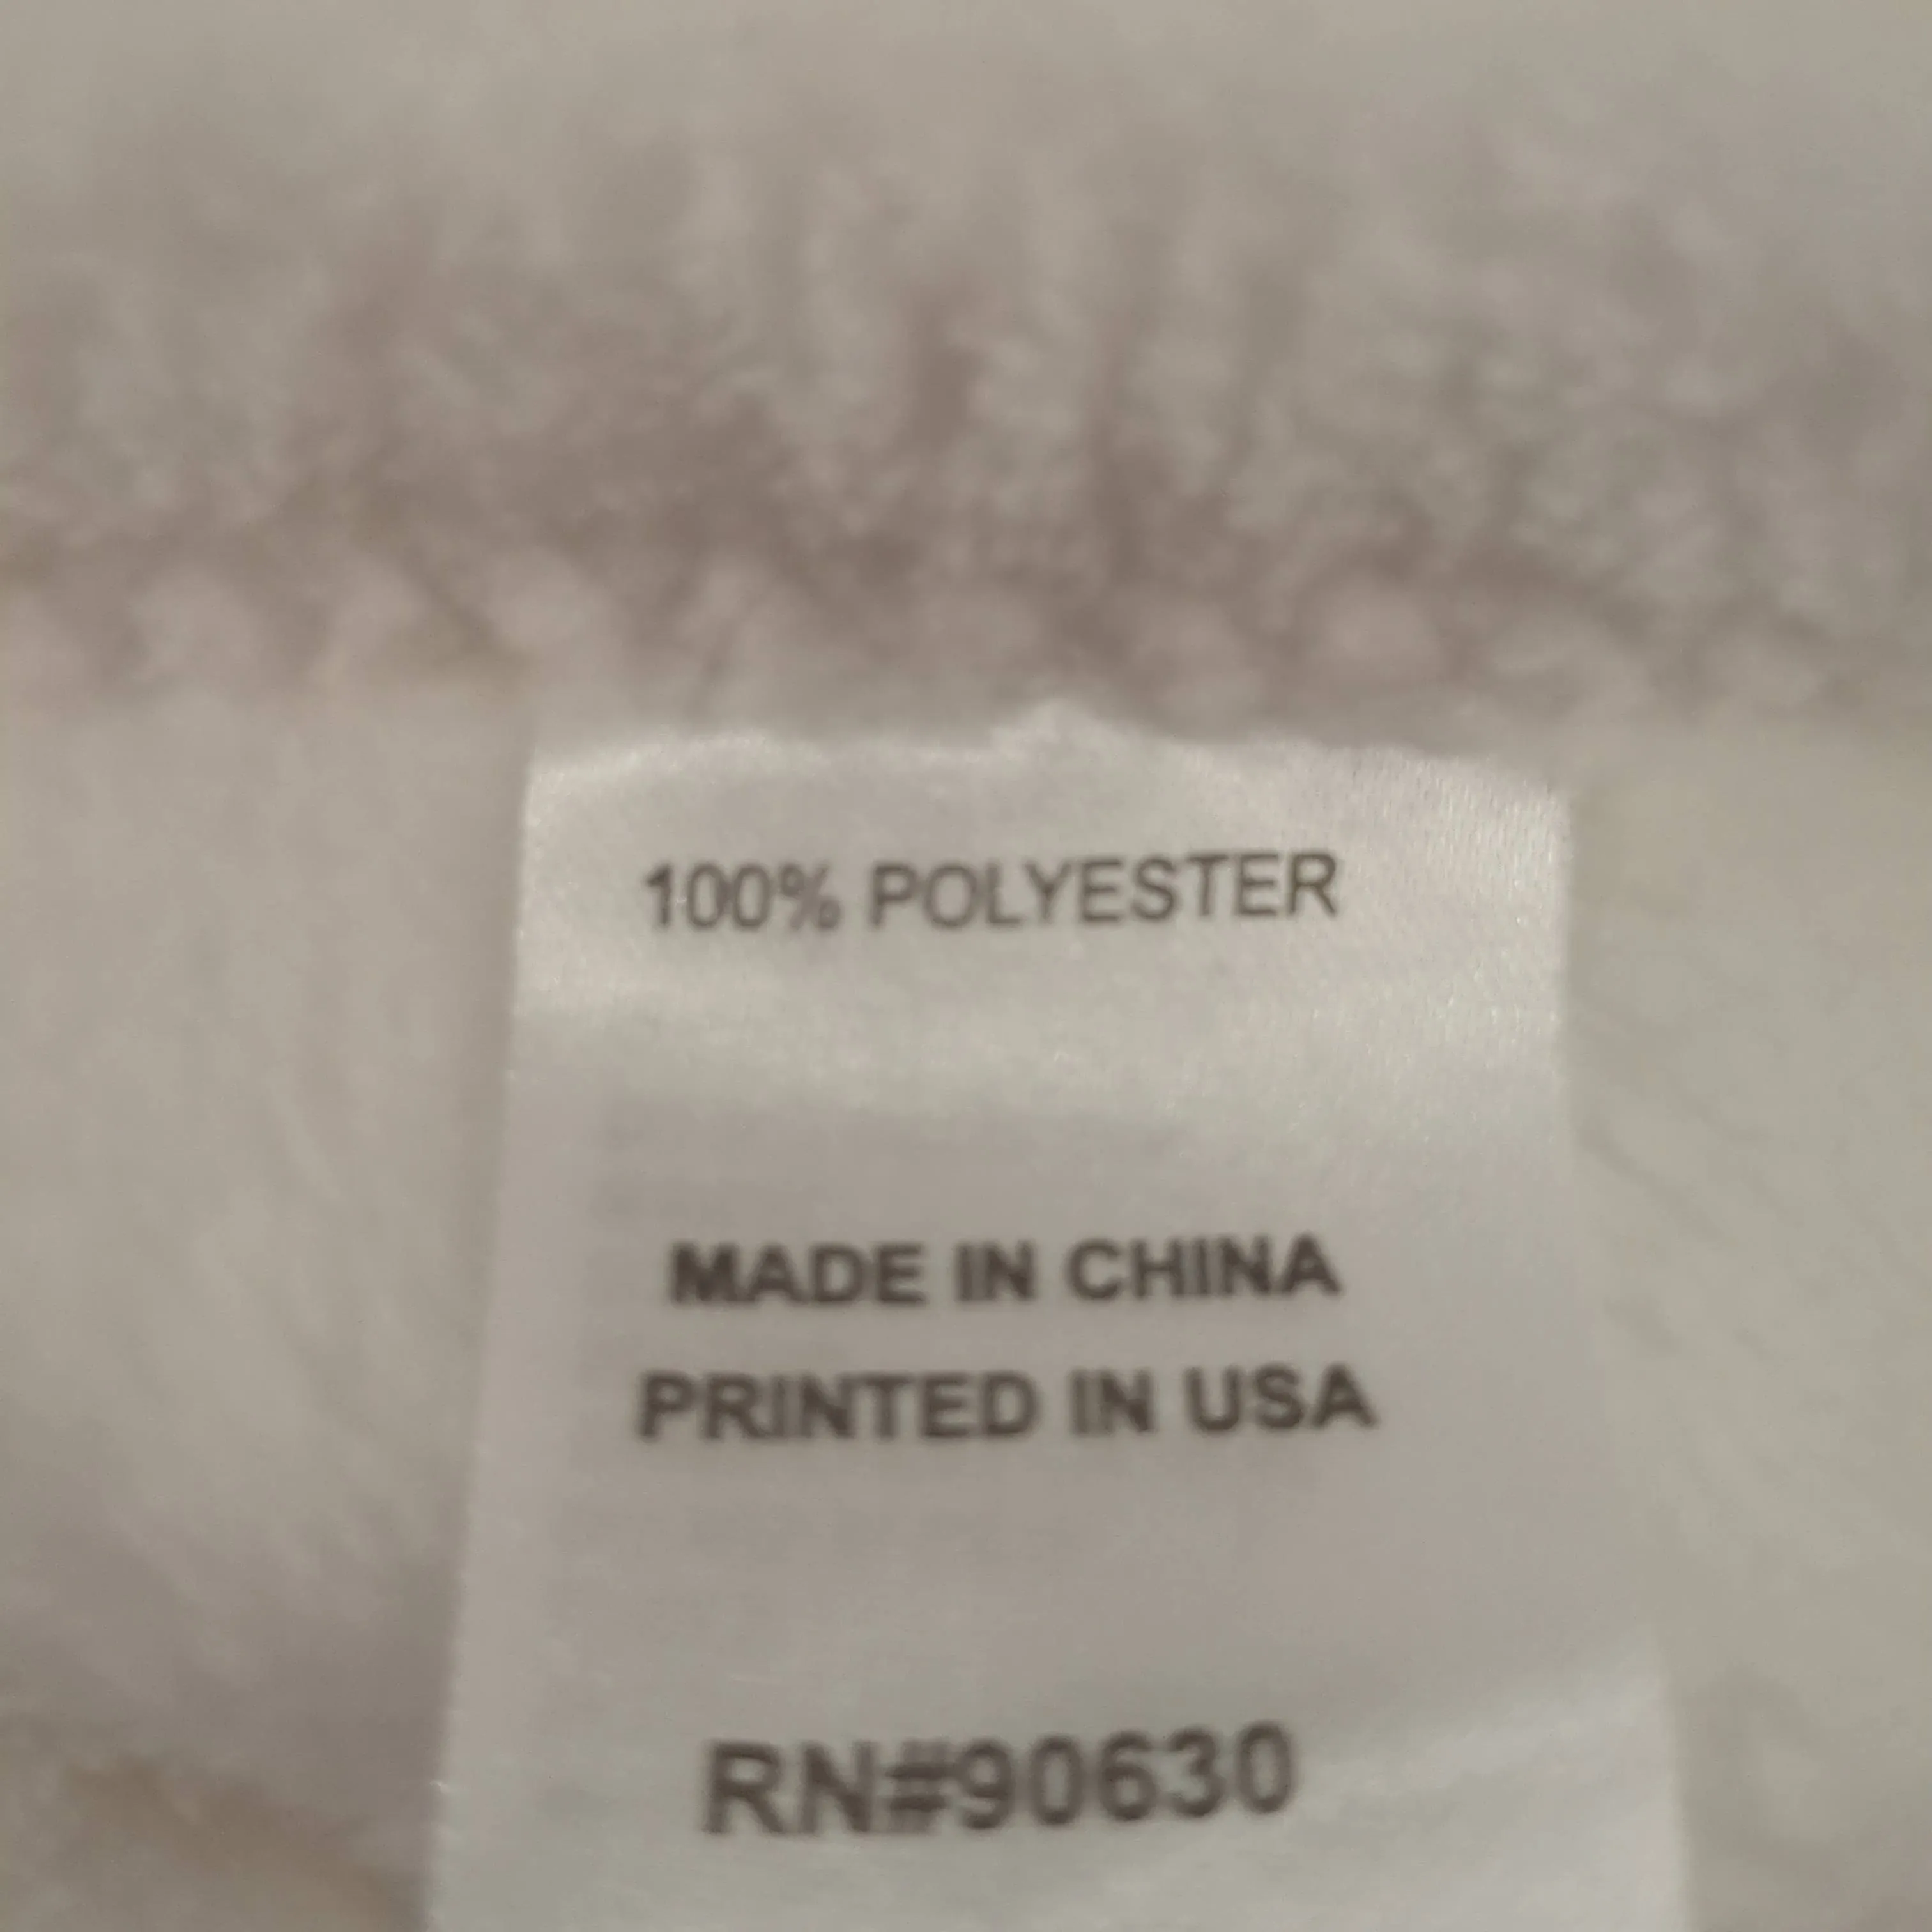 100% POLYESTER
MADE IN CHINA
PRINTED IN USA
RN#90630